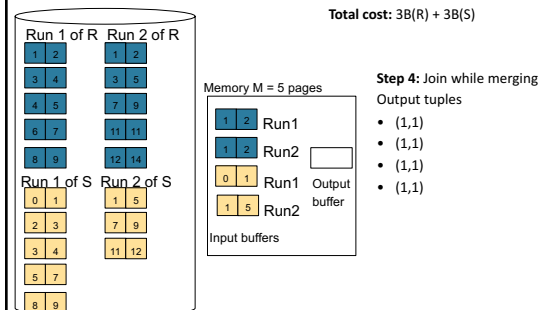 Total cost: 3B(R) + 3B(S)
Run 1 of R Run 2 of R
1 2 1 2
3 4 3 5
4 5 7 9
6 7 11 11
8 9 12 14
Run 1 of S Run 2 of S
0 1 1 5
2 3 7 9
3 4 11 12
5 7
8 9
Memory M = 5 pages
1 2 Run1
1 2 Run2
0 1 Run1
1 5 Run2
Output
buffer
Input buffers
Step 4: Join while merging
Output tuples
• (1,1)
• (1,1)
• (1,1)
• (1,1)